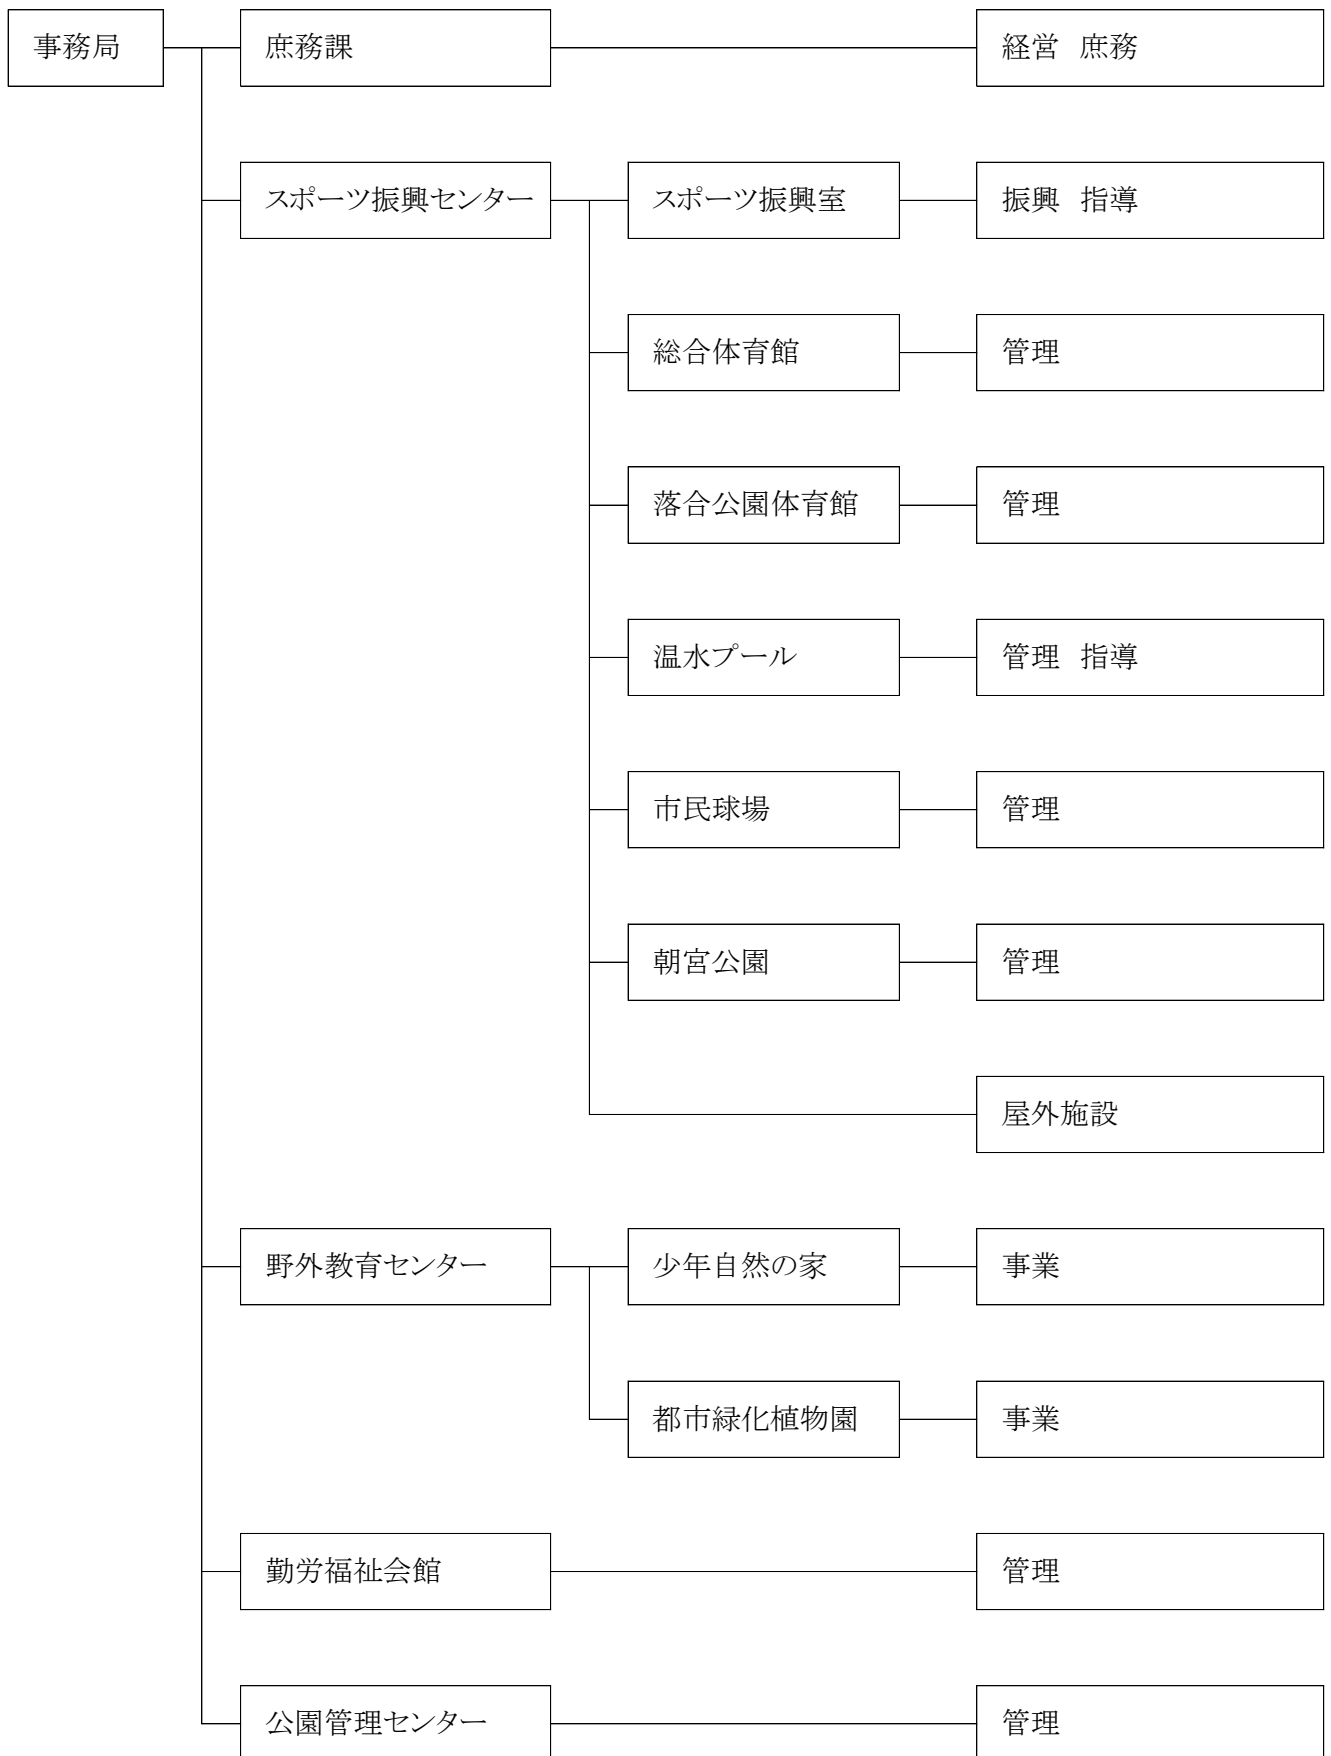 事務局 庶務課 経営 庶務
スポーツ振興センター スポーツ振興室 振興 指導
総合体育館 管理
落合公園体育館 管理
温水プール 管理 指導
市民球場 管理
朝宮公園 管理
屋外施設
野外教育センター 少年自然の家 事業
都市緑化植物園 事業
勤労福祉会館 管理
公園管理センター 管理